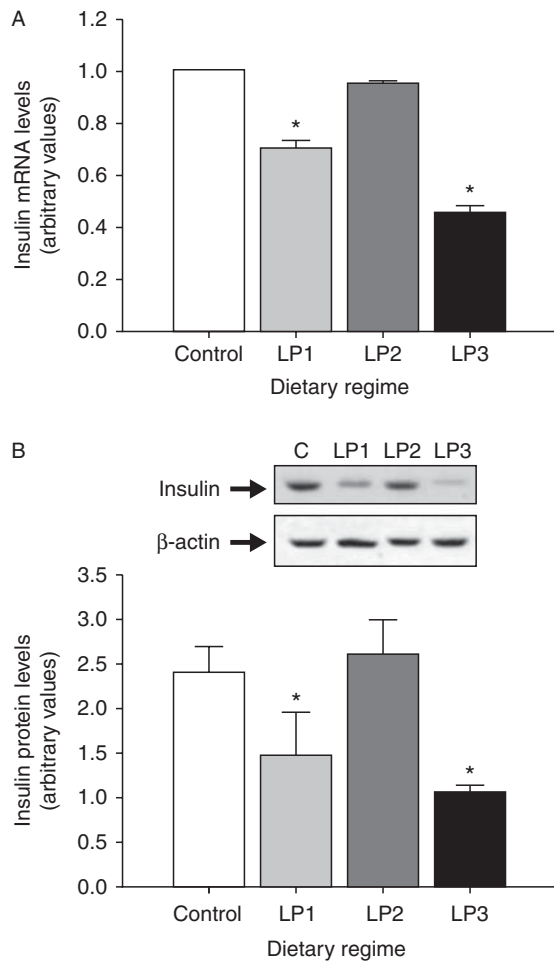 A
Insulin mRNA levels
(arbitrary values)
1.2
1.0
0.8
0.6
0.4
0.2
0.0
*
*
Control LP1 LP2 LP3
Dietary regime
B
C LP1 LP2 LP3
Insulin
β-actin
Insulin protein levels
(arbitrary values)
3.5
3.0
2.5
2.0
1.5
1.0
0.5
0.0
*
*
Control LP1 LP2 LP3
Dietary regime